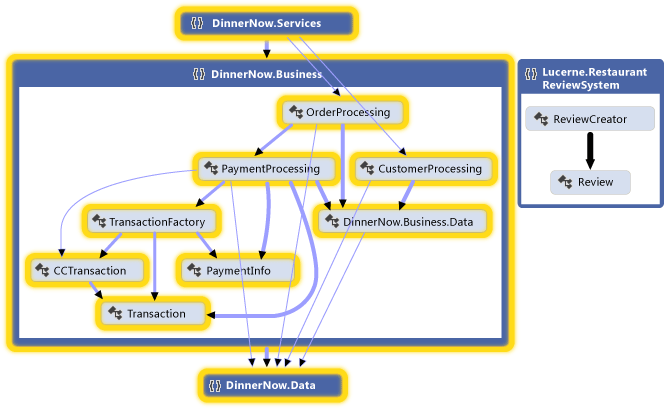 DinnerNow.Services
DinnerNow.Business
Lucerne.Restaurant
ReviewSystem
OrderProcessing
ReviewCreator
PaymentProcessing
CustomerProcessing
Review
TransactionFactory
DinnerNow.Business.Data
CCTransaction
PaymentInfo
Transaction
DinnerNow.Data